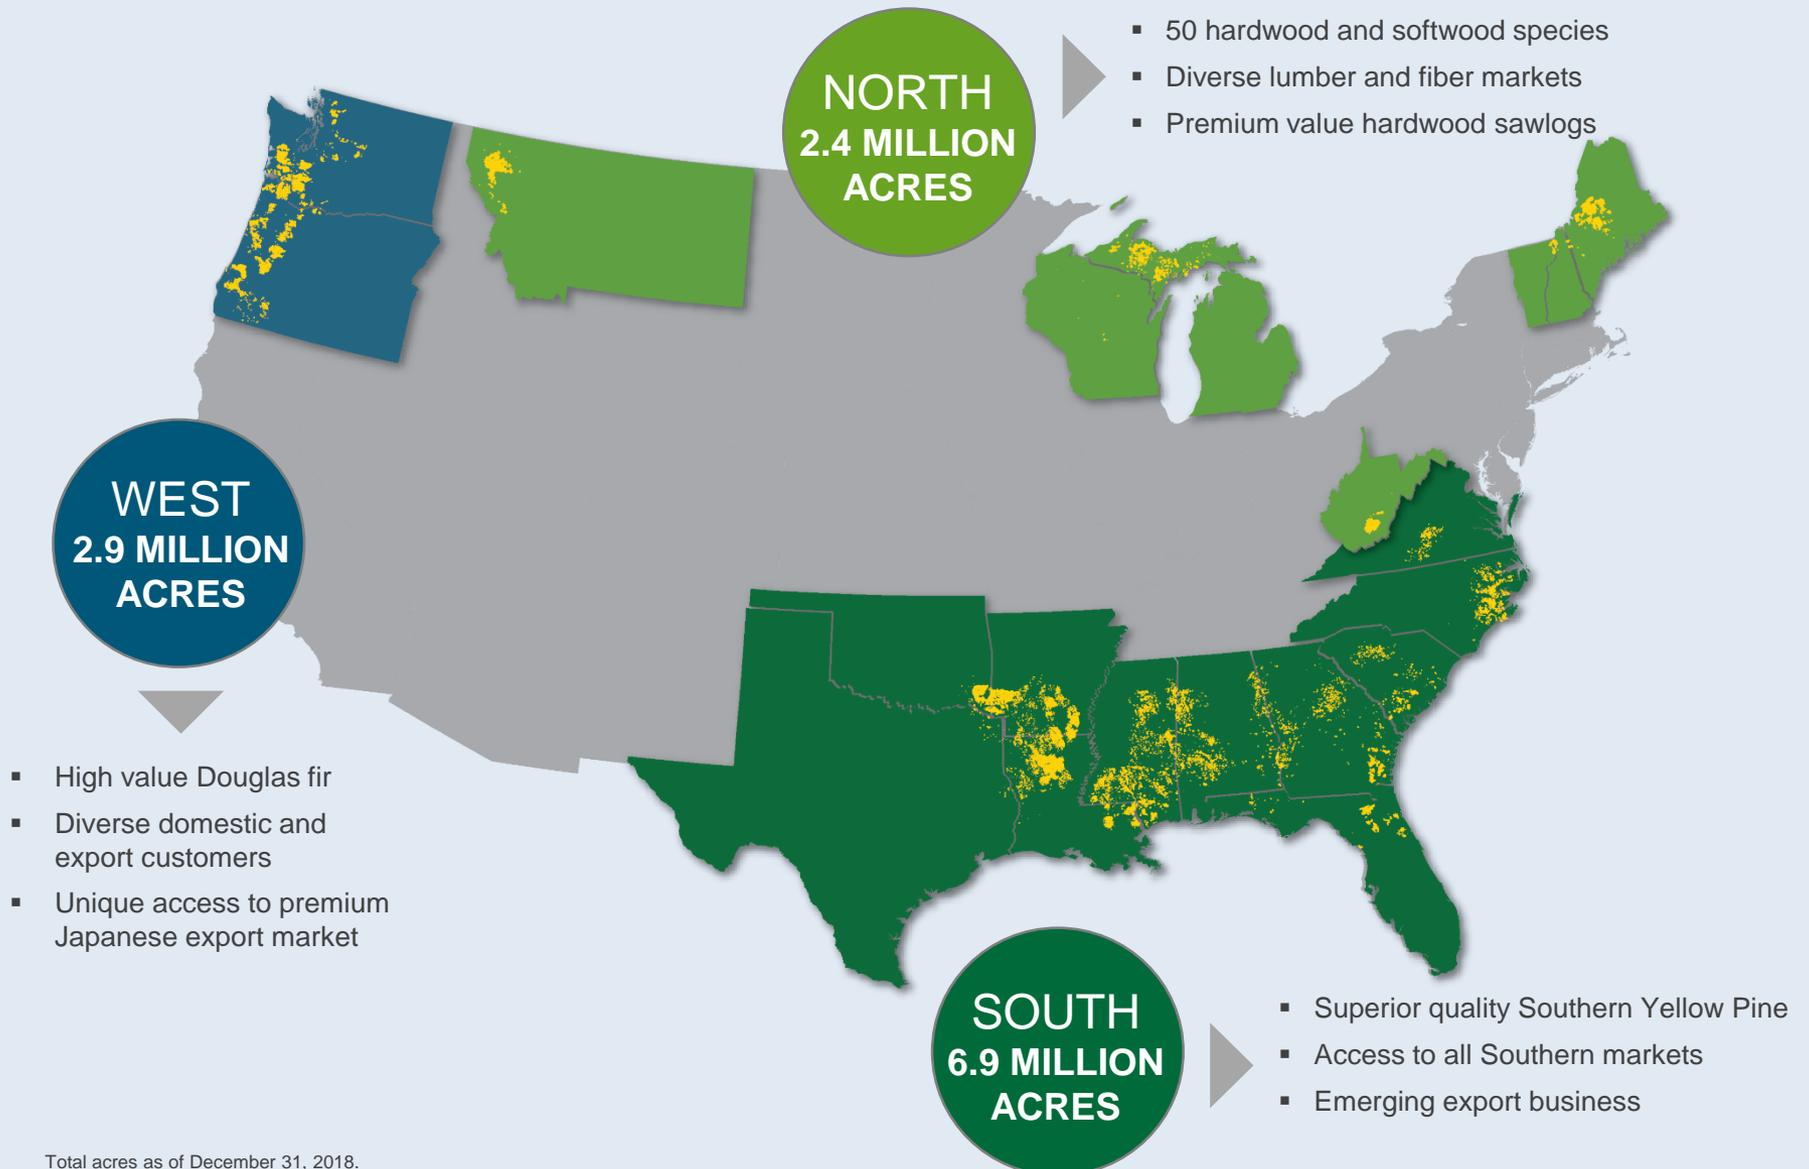 NORTH
2.4 MILLION
ACRES
▪ 50 hardwood and softwood species
▪ Diverse lumber and fiber markets
▪ Premium value hardwood sawlogs
WEST
2.9 MILLION
ACRES
▪ High value Douglas fir
▪ Diverse domestic and
export customers
▪ Unique access to premium
Japanese export market
SOUTH
6.9 MILLION
ACRES
▪ Superior quality Southern Yellow Pine
▪ Access to all Southern markets
▪ Emerging export business
Total acres as of December 31, 2018.